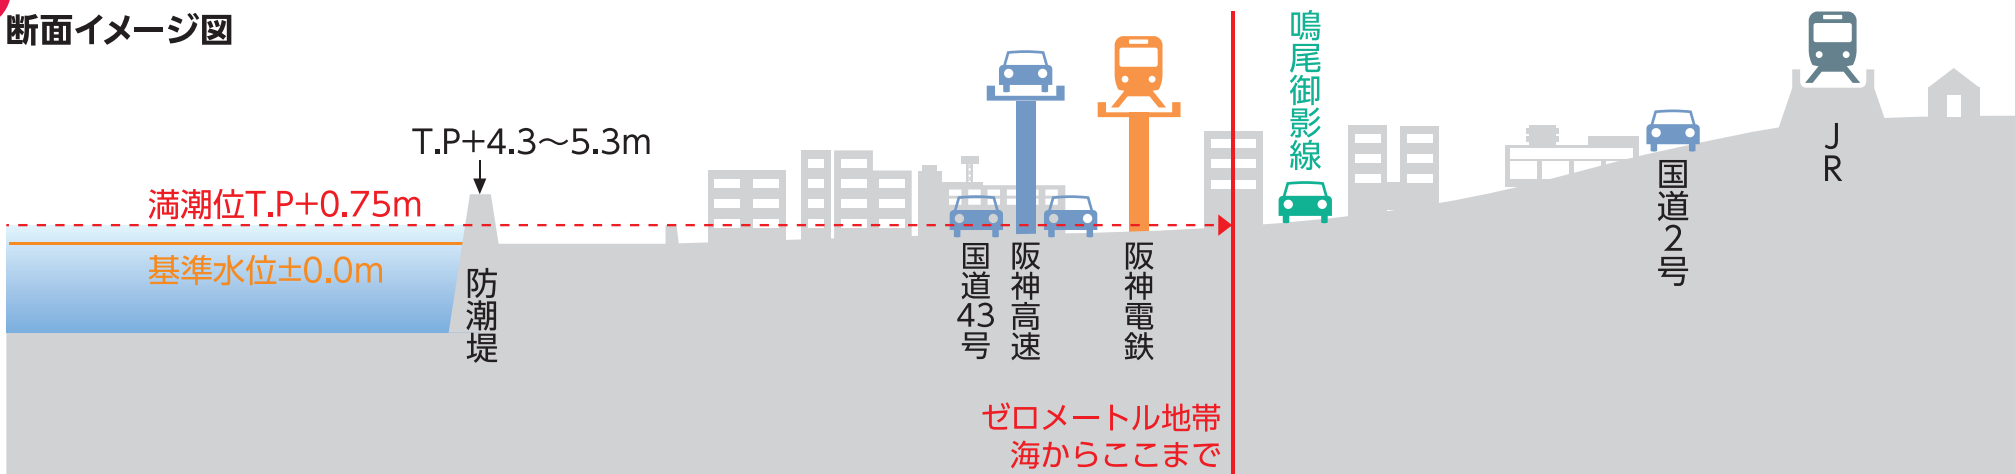 断面イメージ図
T.P+4.3～5.3m
満潮位T.P+0.75m
基準水位±0.0m
防潮堤
国道43号
阪神高速
阪神電鉄
鳴尾御影線
国道2号
JR
ゼロメートル地帯
海からここまで